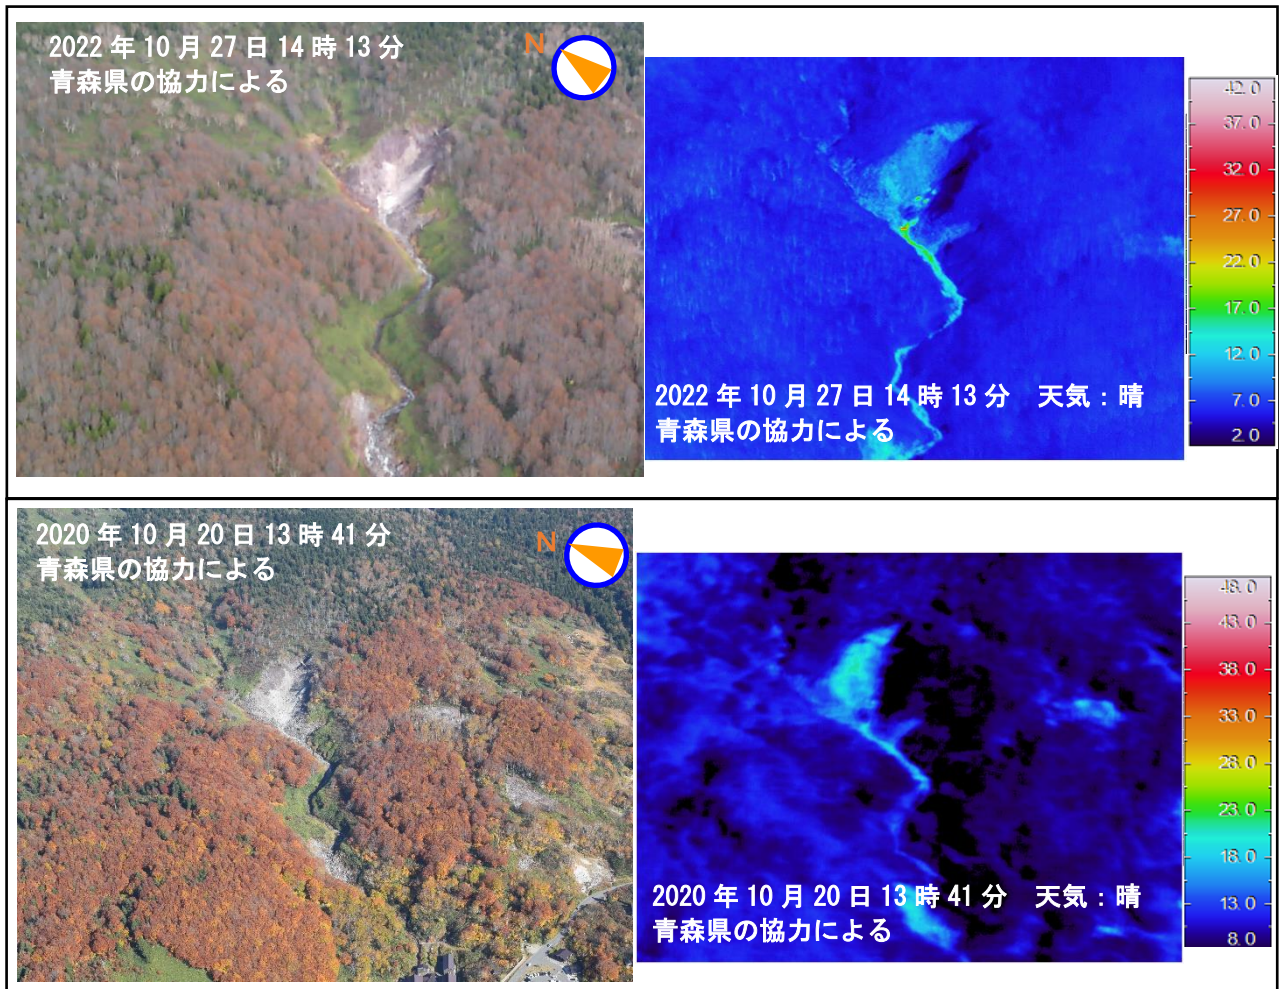 2022 年 10 月 27 日 14 時 13 分
青森県の協力による
N
2022 年 10 月 27 日 14 時 13 分　天気：晴
青森県の協力による
42.0
37.0
32.0
27.0
22.0
17.0
12.0
7.0
2.0
2020 年 10 月 20 日 13 時 41 分
青森県の協力による
N
2020 年 10 月 20 日 13 時 41 分　天気：晴
青森県の協力による
48.0
43.0
38.0
33.0
28.0
23.0
18.0
13.0
8.0